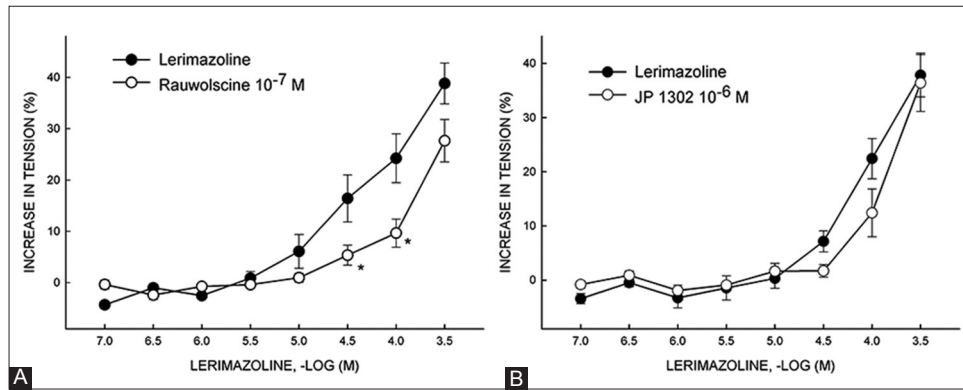 A
INCREASE IN TENSION (%)
40
30
20
10
0
Lerimazoline
Rauwolscine 10⁻⁷ M
*
*
7.0 6.5 6.0 5.5 5.0 4.5 4.0 3.5
LERIMAZOLINE, -LOG (M)
B
INCREASE IN TENSION (%)
40
30
20
10
0
Lerimazoline
JP 1302 10⁻⁶ M
7.0 6.5 6.0 5.5 5.0 4.5 4.0 3.5
LERIMAZOLINE, -LOG (M)